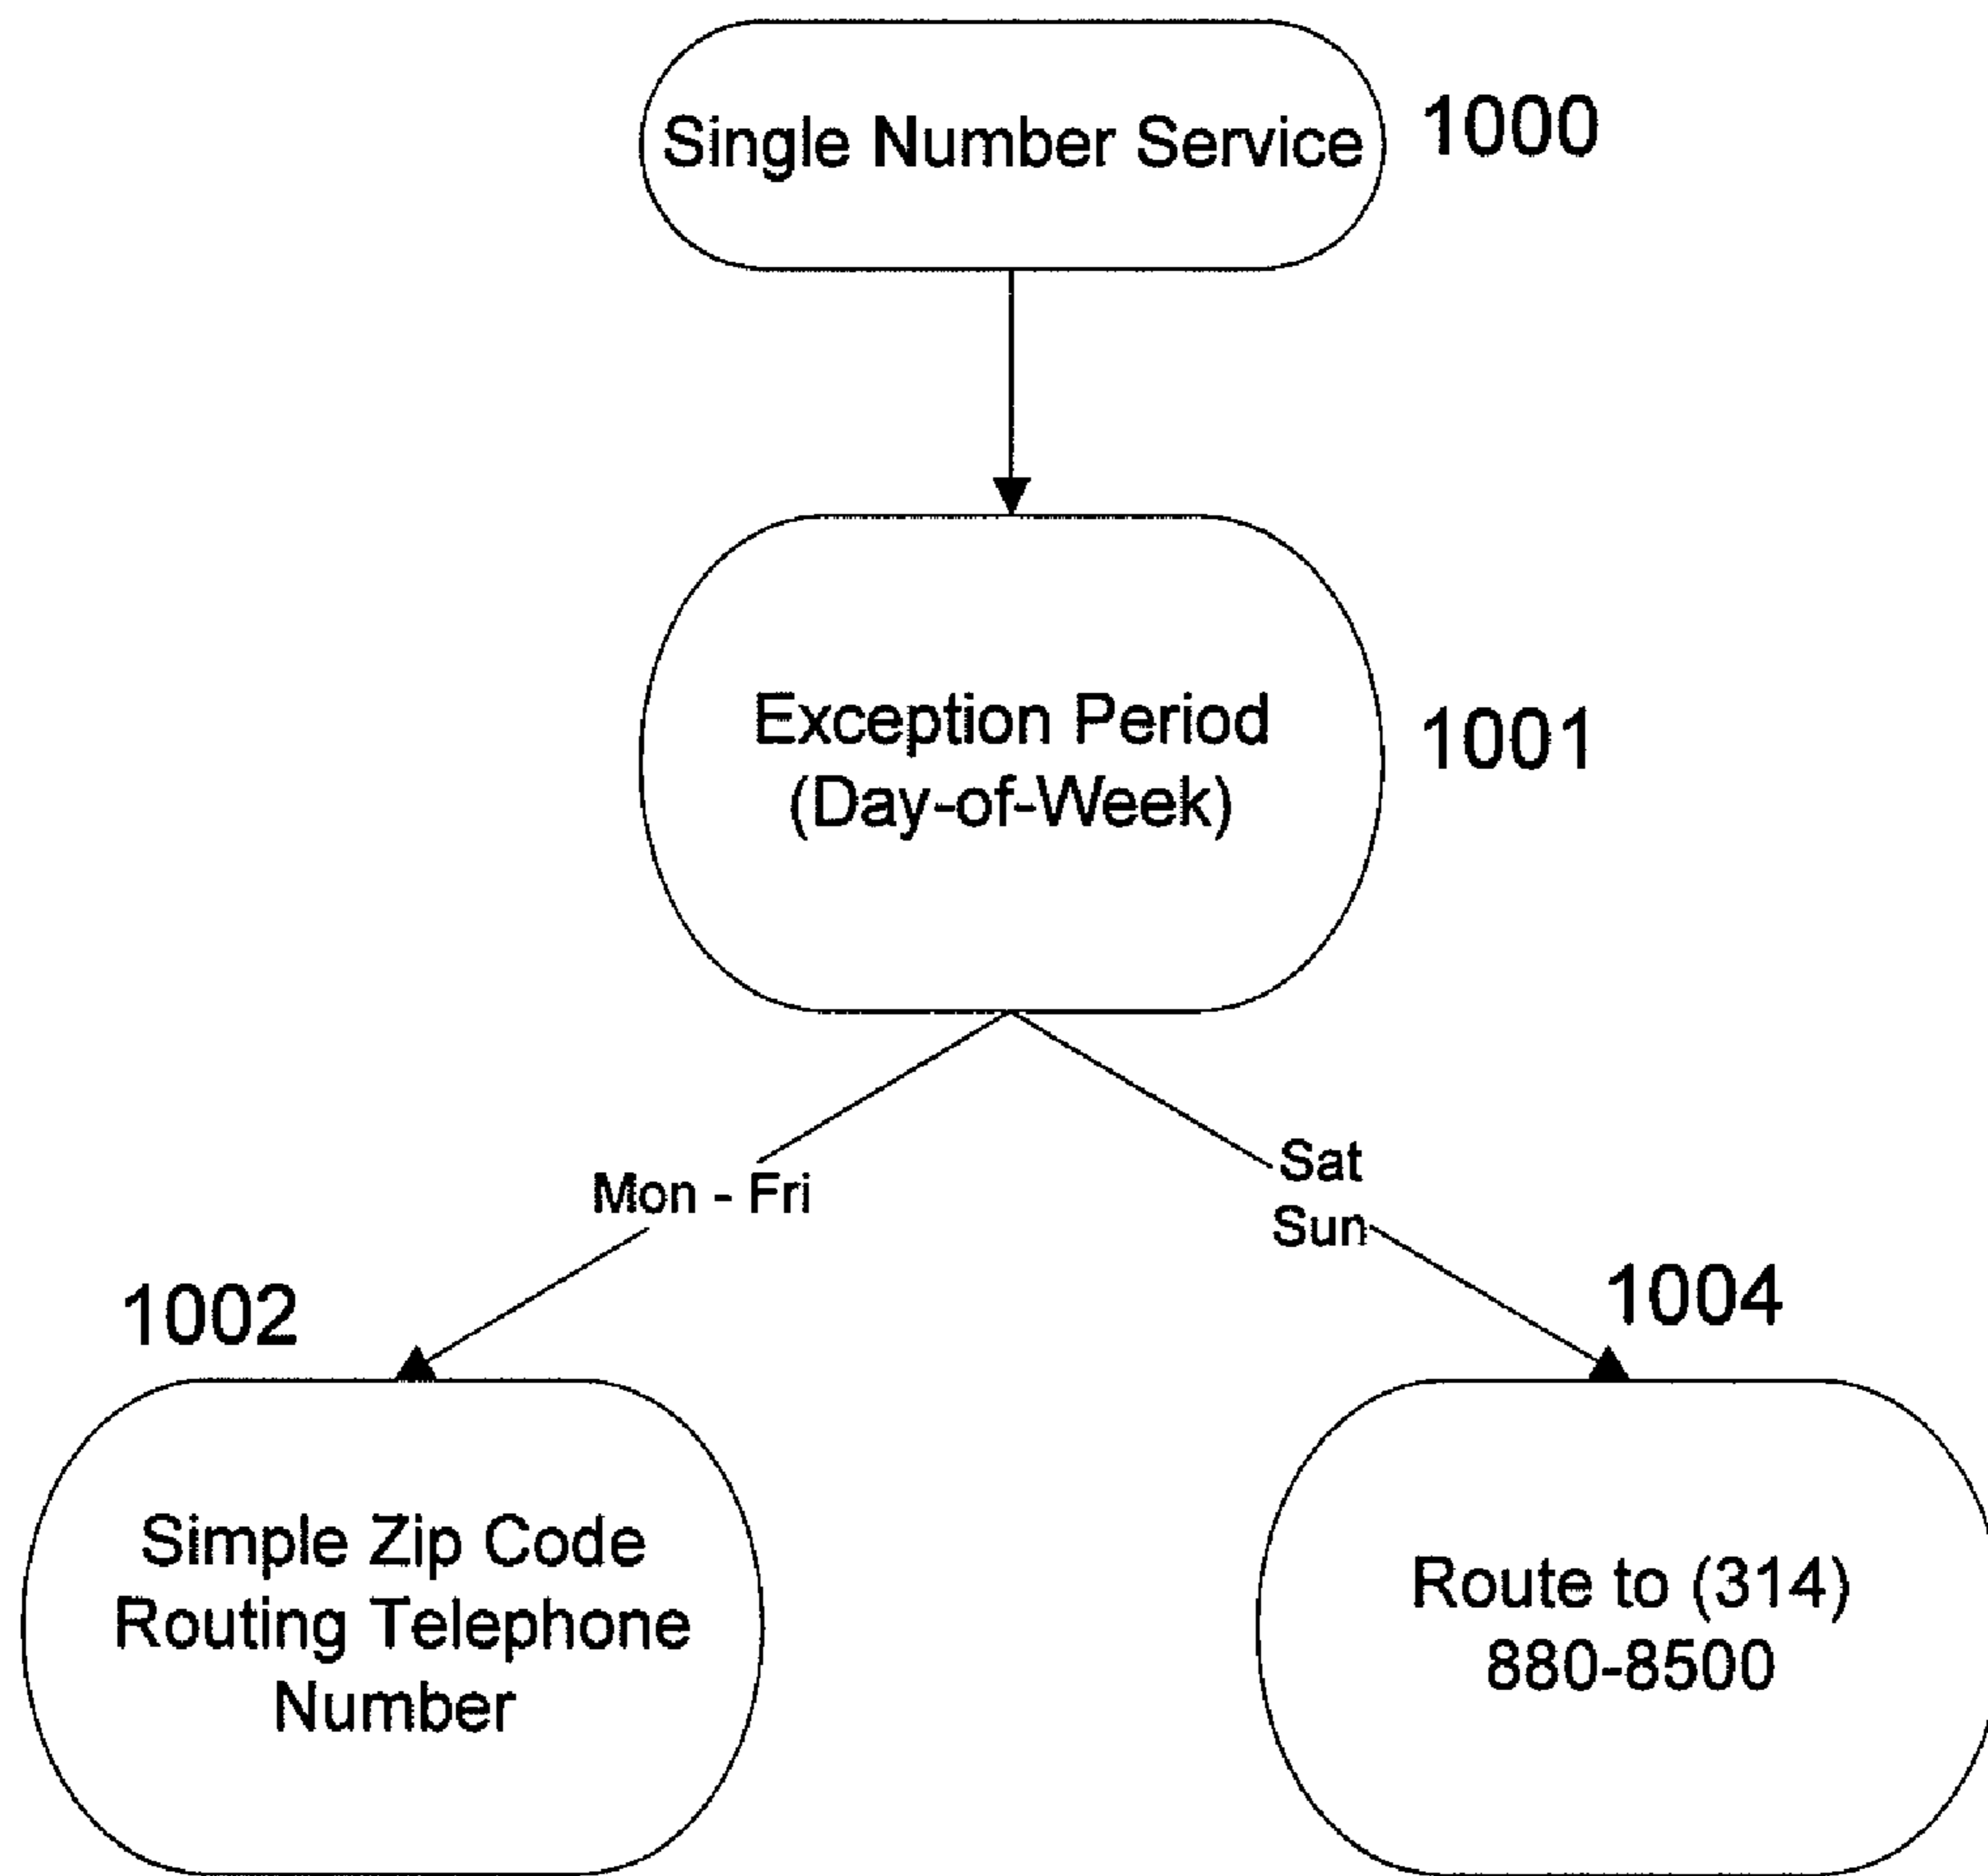 Single Number Service
1000
Exception Period
(Day-of-Week)
1001
Mon - Fri
Sat
Sun
1002
1004
Simple Zip Code
Routing Telephone
Number
Route to (314)
880-8500